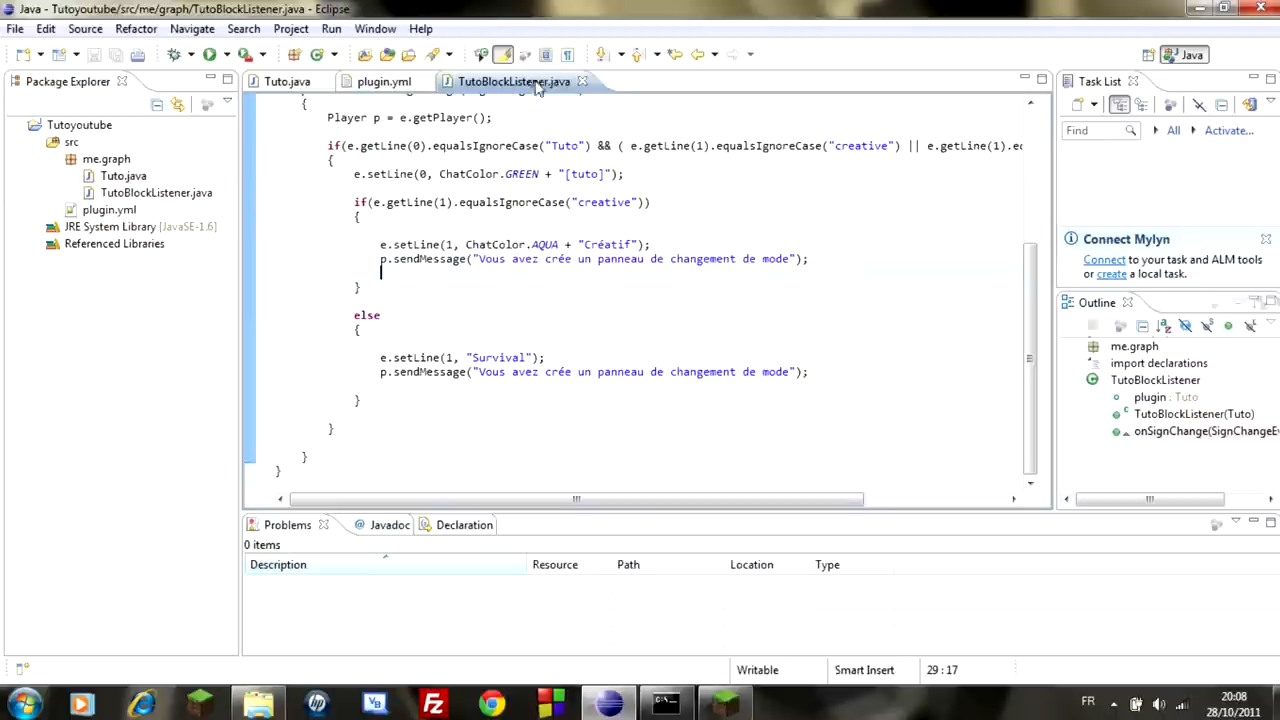 Java - Tutoyoutube/src/me/graph/TutoBlockListener.java - Eclipse
File Edit Source Refactor Navigate Search Project Run Window Help
Java
Package Explorer
Tutoyoutube
src
me.graph
Tuto.java
TutoBlockListener.java
plugin.yml
JRE System Library [JavaSE-1.6]
Referenced Libraries
Tuto.java plugin.yml TutoBlockListener.java
{
Player p = e.getPlayer();
if(e.getLine(0).equalsIgnoreCase("Tuto") && ( e.getLine(1).equalsIgnoreCase("creative") || e.getLine(1).ec
{
e.setLine(0, ChatColor.GREEN + "[tuto]");
if(e.getLine(1).equalsIgnoreCase("creative"))
{
e.setLine(1, ChatColor.AQUA + "Créatif");
p.sendMessage("Vous avez crée un panneau de changement de mode");
}
else
{
e.setLine(1, "Survival");
p.sendMessage("Vous avez crée un panneau de changement de mode");
}
}
}
}
Task List
Find All Activate...
Connect Mylyn
Connect to your task and ALM tools
or create a local task.
Outline
me.graph
import declarations
TutoBlockListener
plugin : Tuto
TutoBlockListener(Tuto)
onSignChange(SignChangeEv
Problems @ Javadoc Declaration
0 items
Description Resource Path Location Type
Writable Smart Insert 29 : 17
FR
20:08
28/10/2011